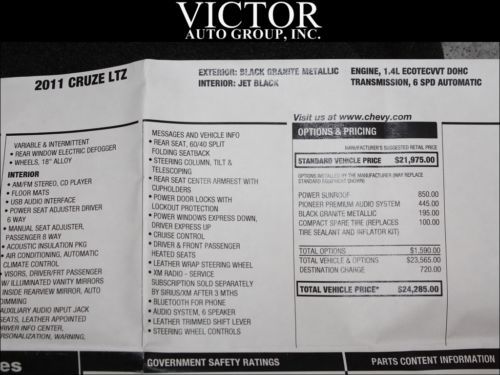 VICTOR
AUTO GROUP, INC.
2011 CRUZE LTZ
EXTERIOR: BLACK GRANITE METALLIC
INTERIOR: JET BLACK
ENGINE, 1.4L ECOTECVVT DOHC
TRANSMISSION, 6 SPD AUTOMATIC
VARIABLE & INTERMITTENT
• REAR WINDOW ELECTRIC DEFOGGER
• WHEELS, 18" ALLOY
INTERIOR
• AM/FM STEREO, CD PLAYER
• FLOOR MATS
• USB AUDIO INTERFACE
• POWER SEAT ADJUSTER DRIVER
6 WAY
• MANUAL SEAT ADJUSTER,
PASSENGER 8 WAY
• ACOUSTIC INSULATION PKG
• AIR CONDITIONING, AUTOMATIC
CLIMATE CONTROL
VISORS, DRIVER/FRT PASSENGER
W/ ILLUMINATED VANITY MIRRORS
INSIDE REARVIEW MIRROR, AUTO
DIMMING
AUXILIARY AUDIO INPUT JACK
SEATS, LEATHER APPOINTED
DRIVER INFO CENTER,
PERSONALIZATION, WARNING,
MESSAGES AND VEHICLE INFO
• REAR SEAT, 60/40 SPLIT
FOLDING SEATBACK
• STEERING COLUMN, TILT &
TELESCOPING
• REAR SEAT CENTER ARMREST WITH
CUPHOLDERS
• POWER DOOR LOCKS WITH
LOCKOUT PROTECTION
• POWER WINDOWS EXPRESS DOWN,
DRIVER EXPRESS UP
• CRUISE CONTROL
• DRIVER & FRONT PASSENGER
HEATED SEATS
• LEATHER WRAP STEERING WHEEL
• XM RADIO - SERVICE
SUBSCRIPTION SOLD SEPARATELY
BY SIRIUS/XM AFTER 3 MTHS
• BLUETOOTH FOR PHONE
• AUDIO SYSTEM, 6 SPEAKER
• LEATHER TRIMMED SHIFT LEVER
• STEERING WHEEL CONTROLS
Visit us at www.chevy.com
OPTIONS & PRICING
MANUFACTURER'S SUGGESTED RETAIL PRICE
STANDARD VEHICLE PRICE $21,975.00
OPTIONS INSTALLED BY THE MANUFACTURER (MAY REPLACE
STANDARD EQUIPMENT SHOWN)
POWER SUNROOF 850.00
PIONEER PREMIUM AUDIO SYSTEM 445.00
BLACK GRANITE METALLIC 195.00
COMPACT SPARE TIRE (REPLACES 100.00
TIRE SEALANT AND INFLATOR KIT)
TOTAL OPTIONS $1,590.00
TOTAL VEHICLE & OPTIONS $23,565.00
DESTINATION CHARGE 720.00
TOTAL VEHICLE PRICE* $24,285.00
es
GOVERNMENT SAFETY RATINGS
PARTS CONTENT INFORMATION